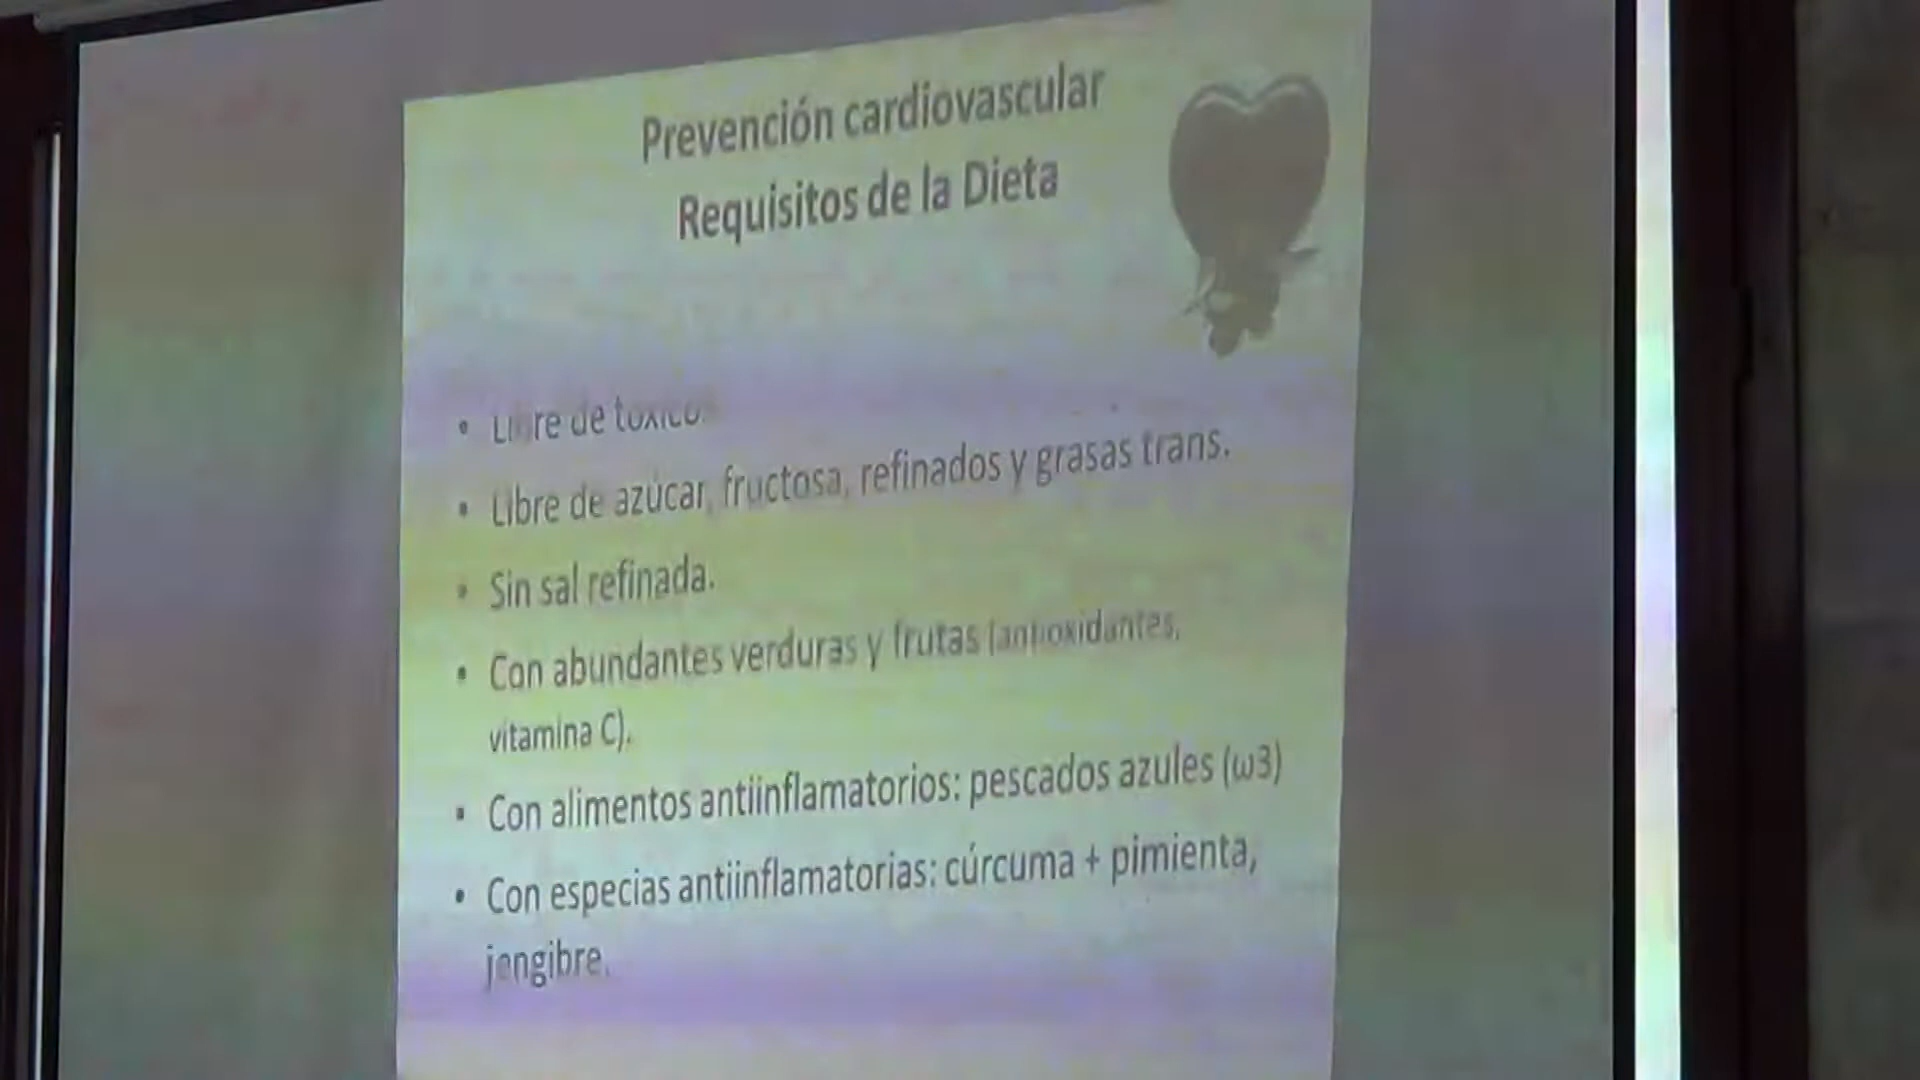 Prevención cardiovascular
Requisitos de la Dieta
• Libre de tóxicos
• Libre de azúcar, fructosa, refinados y grasas trans.
• Sin sal refinada.
• Con abundantes verduras y frutas (antioxidantes,
vitamina C).
• Con alimentos antiinflamatorios: pescados azules (ω3)
• Con especias antiinflamatorias: cúrcuma + pimienta,
jengibre.